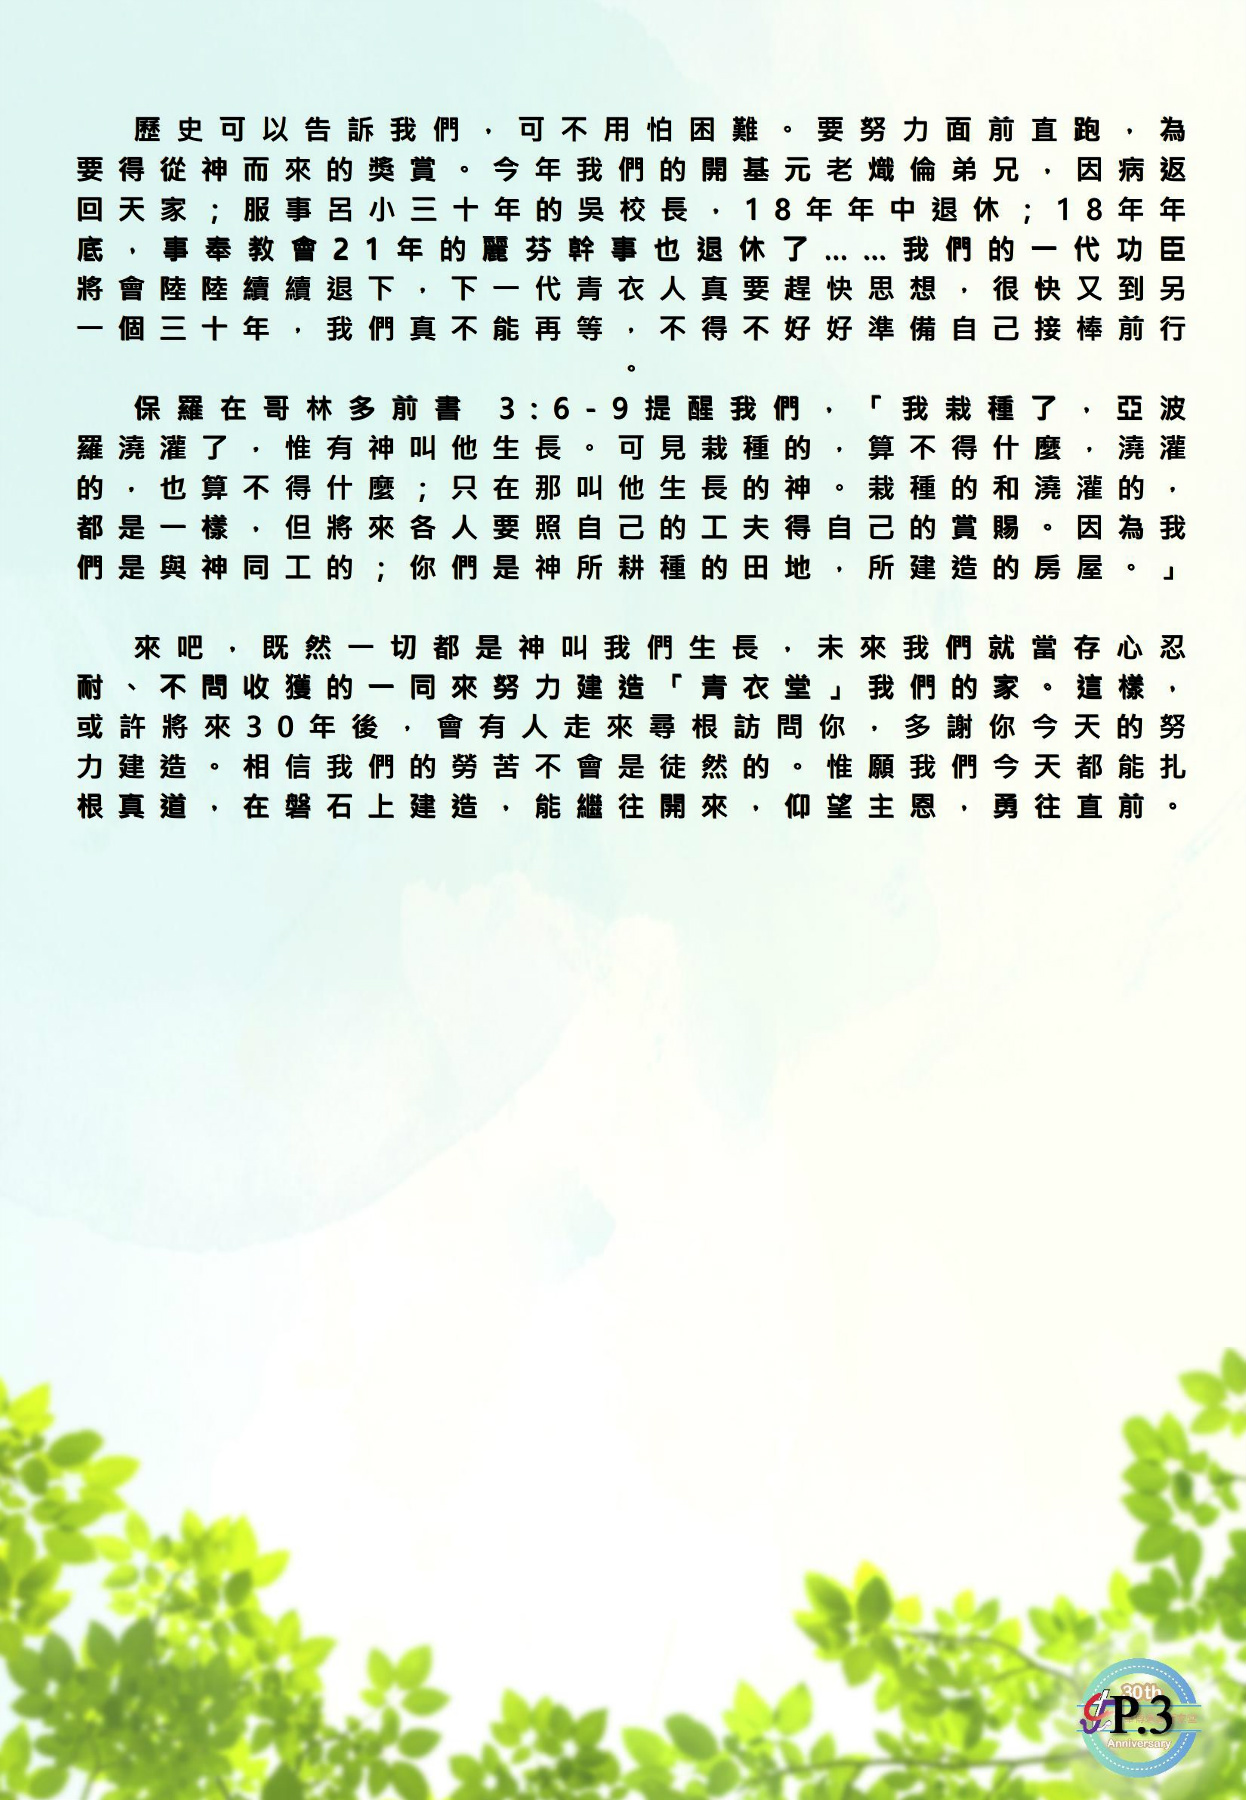 歷史可以告訴我們，可不用怕困難。要努力面前直跑，為
要得從神而來的獎賞。今年我們的開基元老熾倫弟兄，因病返
回天家；服事呂小三十年的吳校長，18年年中退休；18年年
底，事奉教會21年的麗芬幹事也退休了……我們的一代功臣
將會陸陸續續退下，下一代青衣人真要趕快思想，很快又到另
一個三十年，我們真不能再等，不得不好好準備自己接棒前行
。
保羅在哥林多前書 3:6-9提醒我們，「我栽種了，亞波
羅澆灌了，惟有神叫他生長。可見栽種的，算不得什麼，澆灌
的，也算不得什麼；只在那叫他生長的神。栽種的和澆灌的，
都是一樣，但將來各人要照自己的工夫得自己的賞賜。因為我
們是與神同工的；你們是神所耕種的田地，所建造的房屋。」
來吧，既然一切都是神叫我們生長，未來我們就當存心忍
耐、不問收獲的一同來努力建造「青衣堂」我們的家。這樣，
或許將來30年後，會有人走來尋根訪問你，多謝你今天的努
力建造。相信我們的勞苦不會是徒然的。惟願我們今天都能扎
根真道，在磐石上建造，能繼往開來，仰望主恩，勇往直前。
30th
P.3
Anniversary